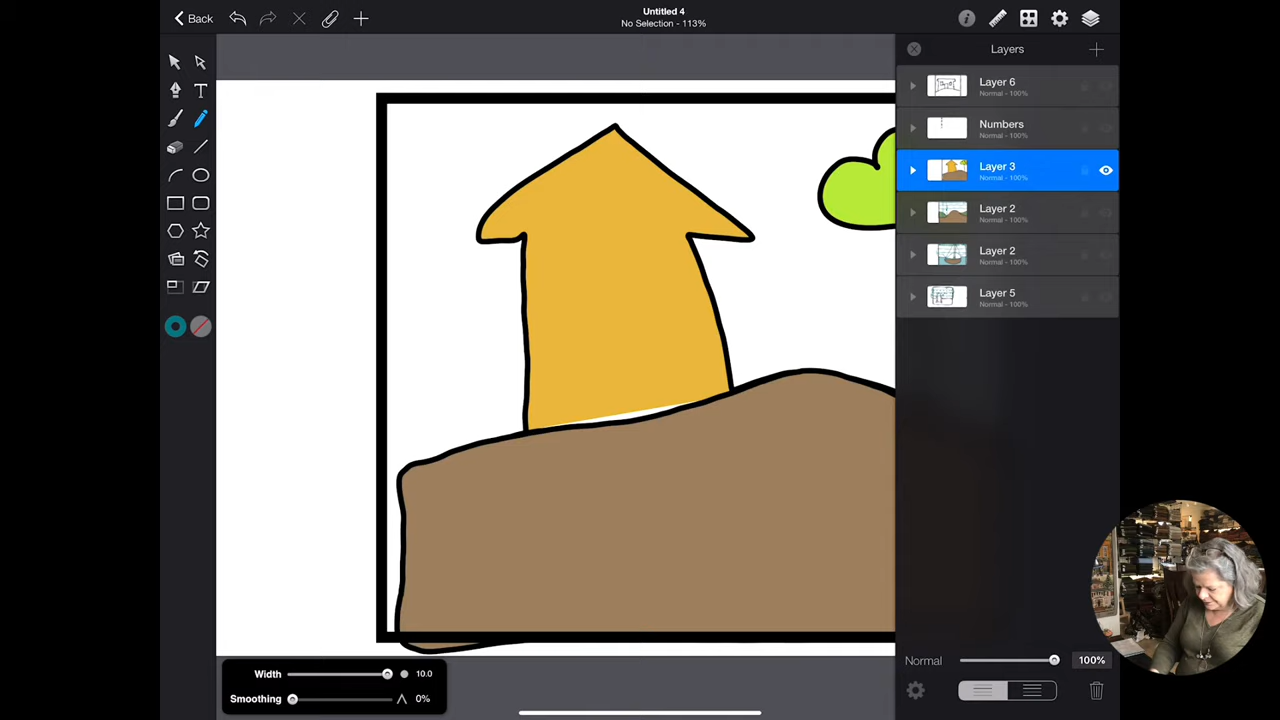 Back
Untitled 4
No Selection - 113%
Layers
Layer 6
Normal - 100%
Numbers
Normal - 100%
Layer 3
Normal - 100%
Layer 2
Normal - 100%
Layer 2
Normal - 100%
Layer 5
Normal - 100%
T
Width 10.0
Smoothing 0%
Normal 100%